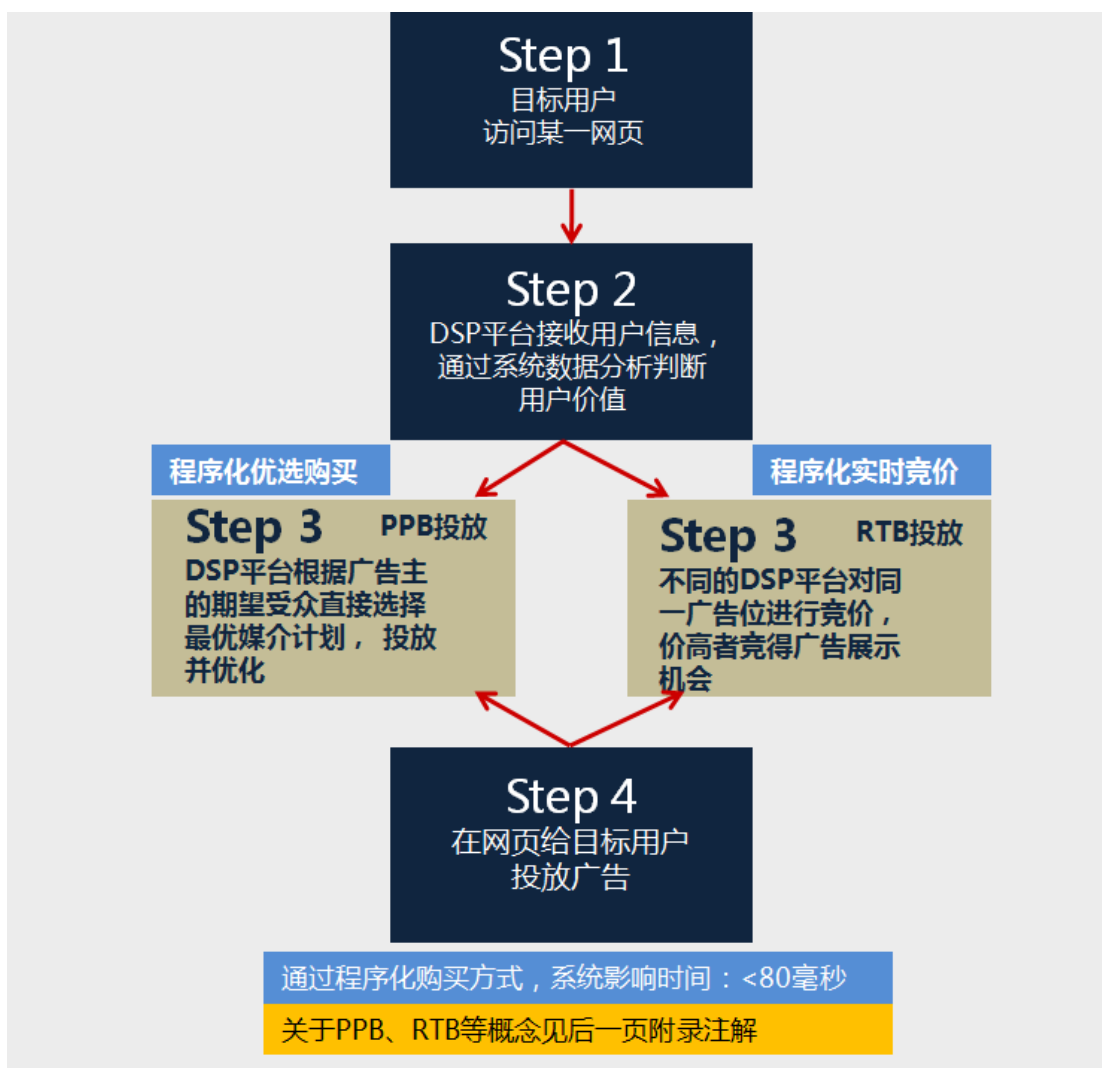 Step 1
目标用户
访问某一网页
Step 2
DSP平台接收用户信息，
通过系统数据分析判断
用户价值
程序化优选购买
Step 3 PPB投放
DSP平台根据广告主
的期望受众直接选择
最优媒介计划， 投放
并优化
程序化实时竞价
Step 3 RTB投放
不同的DSP平台对同
一广告位进行竞价，
价高者竞得广告展示
机会
Step 4
在网页给目标用户
投放广告
通过程序化购买方式，系统影响时间：<80毫秒
关于PPB、RTB等概念见后一页附录注解